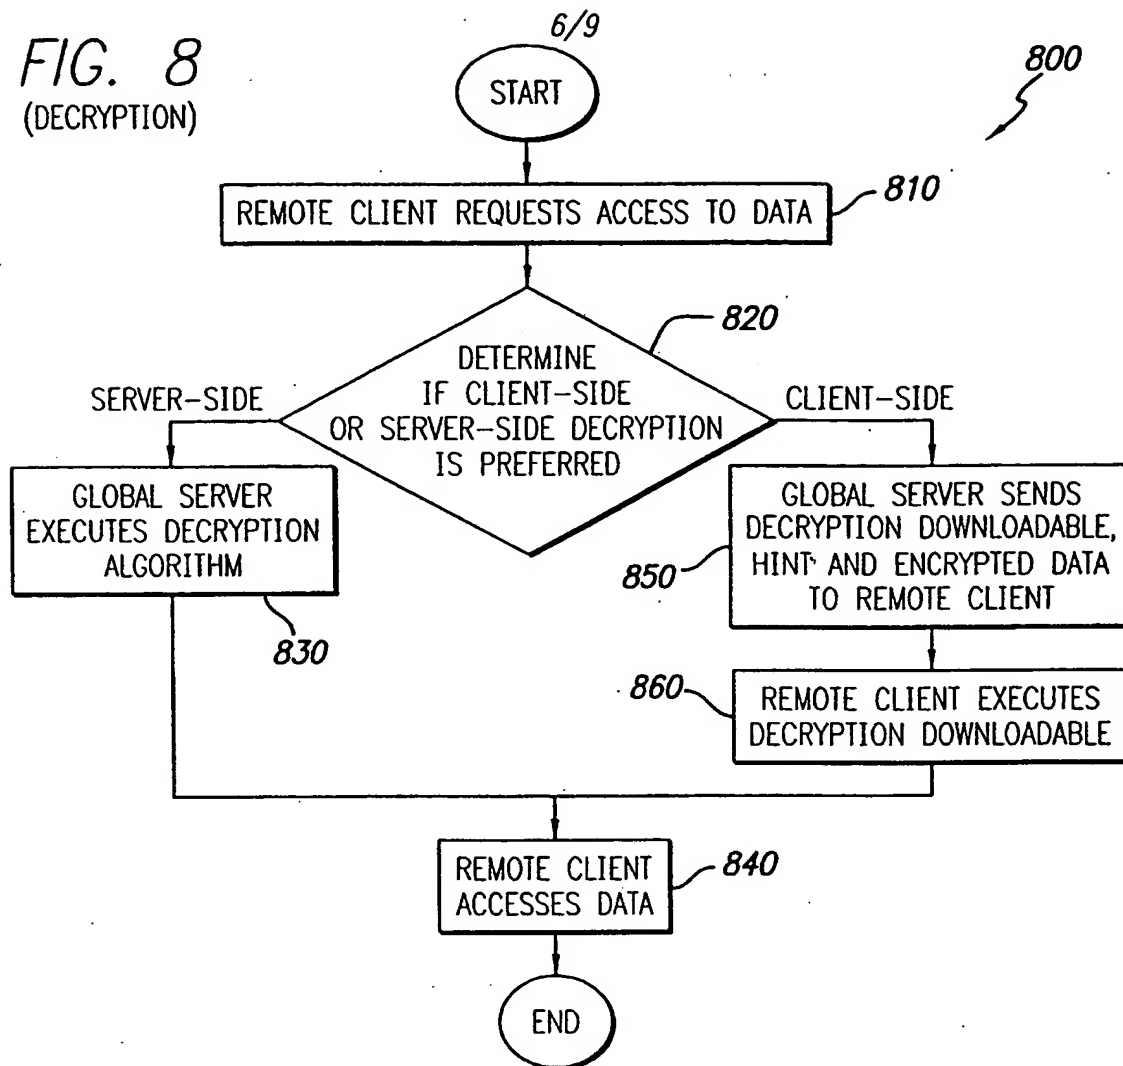 6/9
FIG. 8
(DECRYPTION)
START
800
REMOTE CLIENT REQUESTS ACCESS TO DATA
810
820
DETERMINE
IF CLIENT-SIDE
OR SERVER-SIDE DECRYPTION
IS PREFERRED
SERVER-SIDE
CLIENT-SIDE
GLOBAL SERVER
EXECUTES DECRYPTION
ALGORITHM
830
GLOBAL SERVER SENDS
DECRYPTION DOWNLOADABLE,
HINT AND ENCRYPTED DATA
TO REMOTE CLIENT
850
860
REMOTE CLIENT EXECUTES
DECRYPTION DOWNLOADABLE
REMOTE CLIENT
ACCESSES DATA
840
END